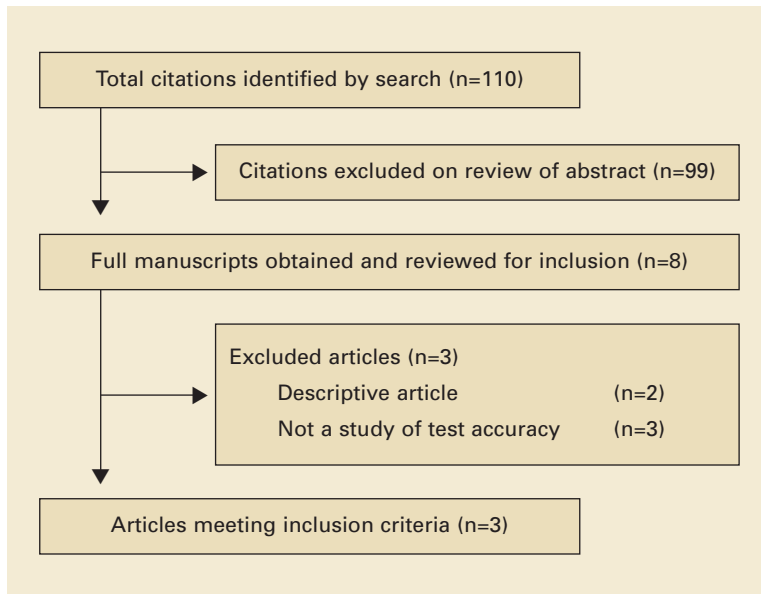 Total citations identified by search (n=110)
Citations excluded on review of abstract (n=99)
Full manuscripts obtained and reviewed for inclusion (n=8)
Excluded articles (n=3)
Descriptive article (n=2)
Not a study of test accuracy (n=3)
Articles meeting inclusion criteria (n=3)